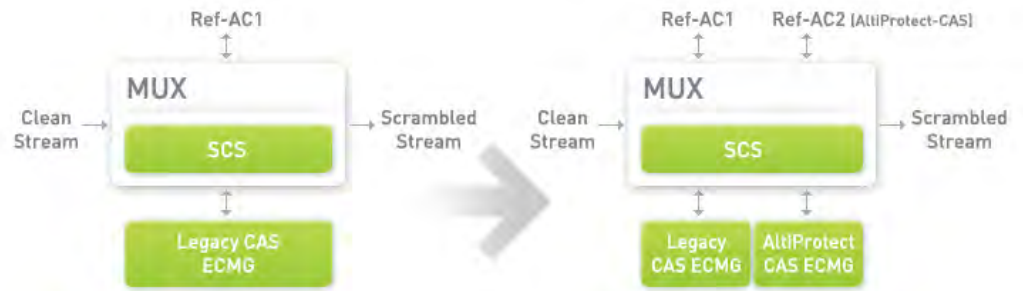 Ref-AC1
MUX
Clean
Stream
SCS
Scrambled
Stream
Legacy CAS
ECMG
Ref-AC1
Ref-AC2 (AltiProtect-CAS)
MUX
Clean
Stream
SCS
Scrambled
Stream
Legacy
CAS ECMG
AltiProtect
CAS ECMG